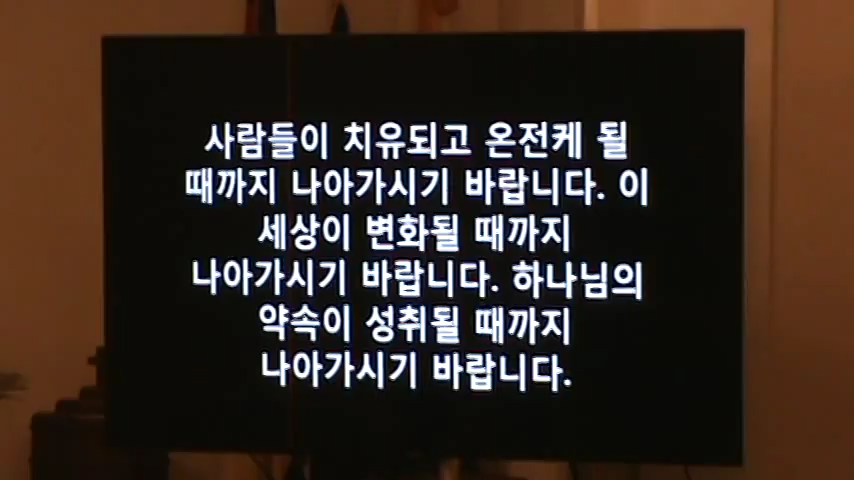 사람들이 치유되고 온전케 될
때까지 나아가시기 바랍니다. 이
세상이 변화될 때까지
나아가시기 바랍니다. 하나님의
약속이 성취될 때까지
나아가시기 바랍니다.